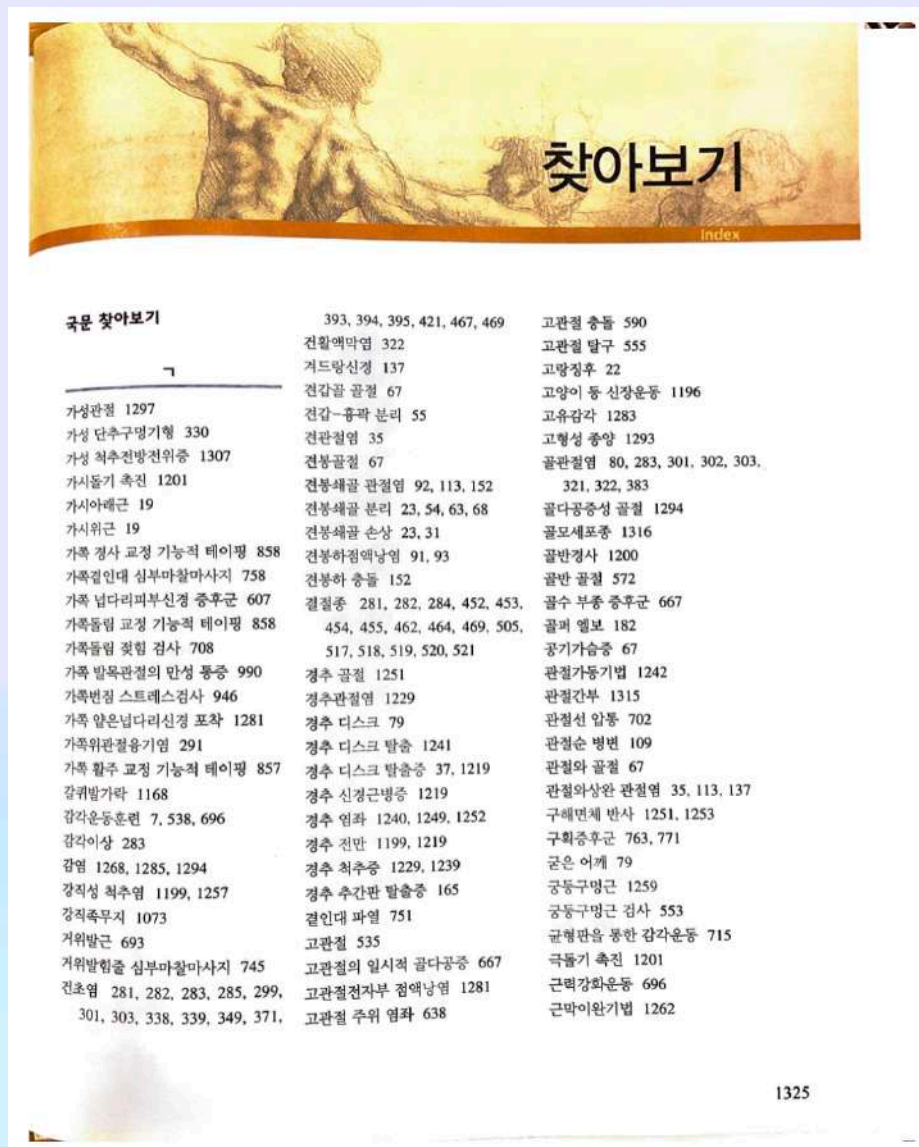 찾아보기
Index
국문 찾아보기
ㄱ
가성관절 1297
가성 단추구멍기형 330
가성 척추전방전위증 1307
가시돌기 촉진 1201
가시아래근 19
가시위근 19
가쪽 경사 교정 기능적 테이핑 858
가쪽곁인대 심부마찰마사지 758
가쪽 넙다리피부신경 증후군 607
가쪽돌림 교정 기능적 테이핑 858
가쪽돌림 젖힘 검사 708
가쪽 발목관절의 만성 통증 990
가쪽번짐 스트레스검사 946
가쪽 얕은넙다리신경 포착 1281
가쪽위관절융기염 291
가쪽 활주 교정 기능적 테이핑 857
갈퀴발가락 1168
감각운동훈련 7, 538, 696
감각이상 283
감염 1268, 1285, 1294
강직성 척추염 1199, 1257
강직족무지 1073
거위발근 693
거위발힘줄 심부마찰마사지 745
건초염 281, 282, 283, 285, 299,
301, 303, 338, 339, 349, 371,
393, 394, 395, 421, 467, 469
건활액막염 322
겨드랑신경 137
견갑골 골절 67
견갑-흉곽 분리 55
견관절염 35
견봉골절 67
견봉쇄골 관절염 92, 113, 152
견봉쇄골 분리 23, 54, 63, 68
견봉쇄골 손상 23, 31
견봉하점액낭염 91, 93
견봉하 충돌 152
결절종 281, 282, 284, 452, 453,
454, 455, 462, 464, 469, 505,
517, 518, 519, 520, 521
경추 골절 1251
경추관절염 1229
경추 디스크 79
경추 디스크 탈출 1241
경추 디스크 탈출증 37, 1219
경추 신경근병증 1219
경추 염좌 1240, 1249, 1252
경추 전만 1199, 1219
경추 척추증 1229, 1239
경추 추간판 탈출증 165
곁인대 파열 751
고관절 535
고관절의 일시적 골다공증 667
고관절전자부 점액낭염 1281
고관절 주위 염좌 638
고관절 충돌 590
고관절 탈구 555
고랑징후 22
고양이 등 신장운동 1196
고유감각 1283
고형성 종양 1293
골관절염 80, 283, 301, 302, 303,
321, 322, 383
골다공증성 골절 1294
골모세포종 1316
골반경사 1200
골반 골절 572
골수 부종 증후군 667
골퍼 엘보 182
공기가슴증 67
관절가동기법 1242
관절간부 1315
관절선 압통 702
관절순 병변 109
관절와 골절 67
관절와상완 관절염 35, 113, 137
구해면체 반사 1251, 1253
구획증후군 763, 771
굳은 어깨 79
궁둥구멍근 1259
궁둥구멍근 검사 553
균형판을 통한 감각운동 715
극돌기 촉진 1201
근력강화운동 696
근막이완기법 1262
1325